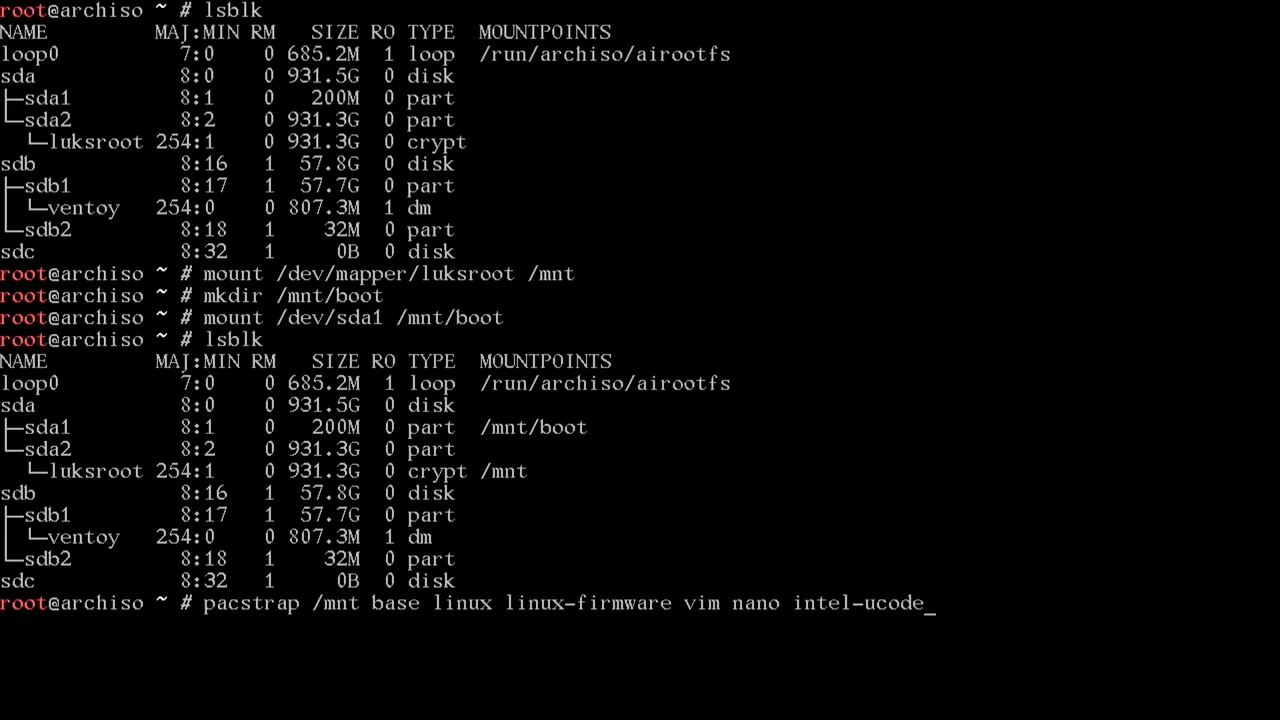 root@archiso ~ # lsblk
NAME         MAJ:MIN RM   SIZE RO TYPE  MOUNTPOINTS
loop0          7:0    0 685.2M  1 loop  /run/archiso/airootfs
sda            8:0    0 931.5G  0 disk
├─sda1         8:1    0   200M  0 part
└─sda2         8:2    0 931.3G  0 part
  └─luksroot 254:1    0 931.3G  0 crypt
sdb            8:16   1  57.8G  0 disk
├─sdb1         8:17   1  57.7G  0 part
│ └─ventoy   254:0    0 807.3M  1 dm
└─sdb2         8:18   1    32M  0 part
sdc            8:32   1     0B  0 disk
root@archiso ~ # mount /dev/mapper/luksroot /mnt
root@archiso ~ # mkdir /mnt/boot
root@archiso ~ # mount /dev/sda1 /mnt/boot
root@archiso ~ # lsblk
NAME         MAJ:MIN RM   SIZE RO TYPE  MOUNTPOINTS
loop0          7:0    0 685.2M  1 loop  /run/archiso/airootfs
sda            8:0    0 931.5G  0 disk
├─sda1         8:1    0   200M  0 part  /mnt/boot
└─sda2         8:2    0 931.3G  0 part
  └─luksroot 254:1    0 931.3G  0 crypt /mnt
sdb            8:16   1  57.8G  0 disk
├─sdb1         8:17   1  57.7G  0 part
│ └─ventoy   254:0    0 807.3M  1 dm
└─sdb2         8:18   1    32M  0 part
sdc            8:32   1     0B  0 disk
root@archiso ~ # pacstrap /mnt base linux linux-firmware vim nano intel-ucode_